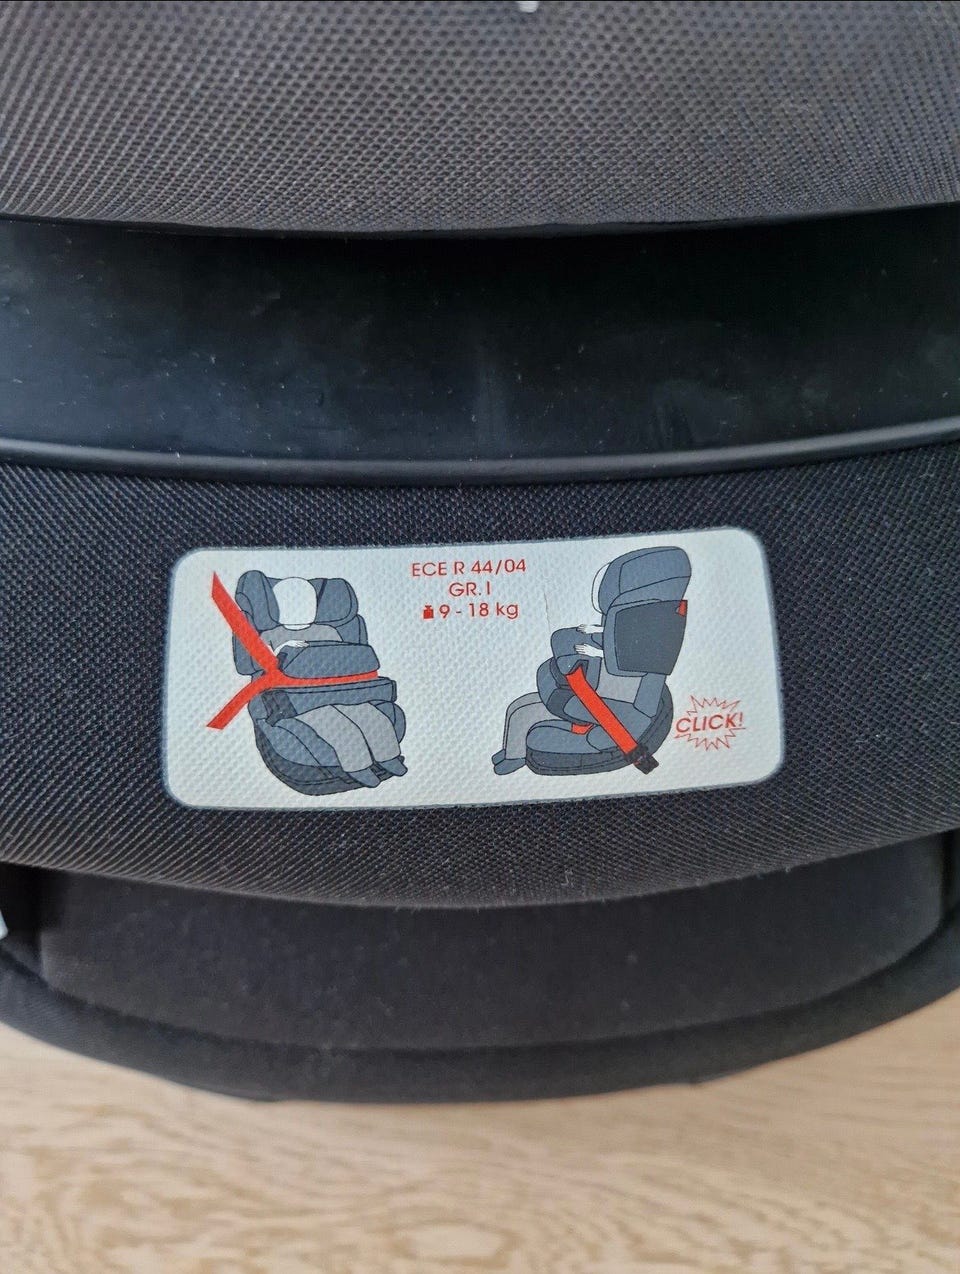 ECE R 44/04
GR. I
9 - 18 kg
CLICK!